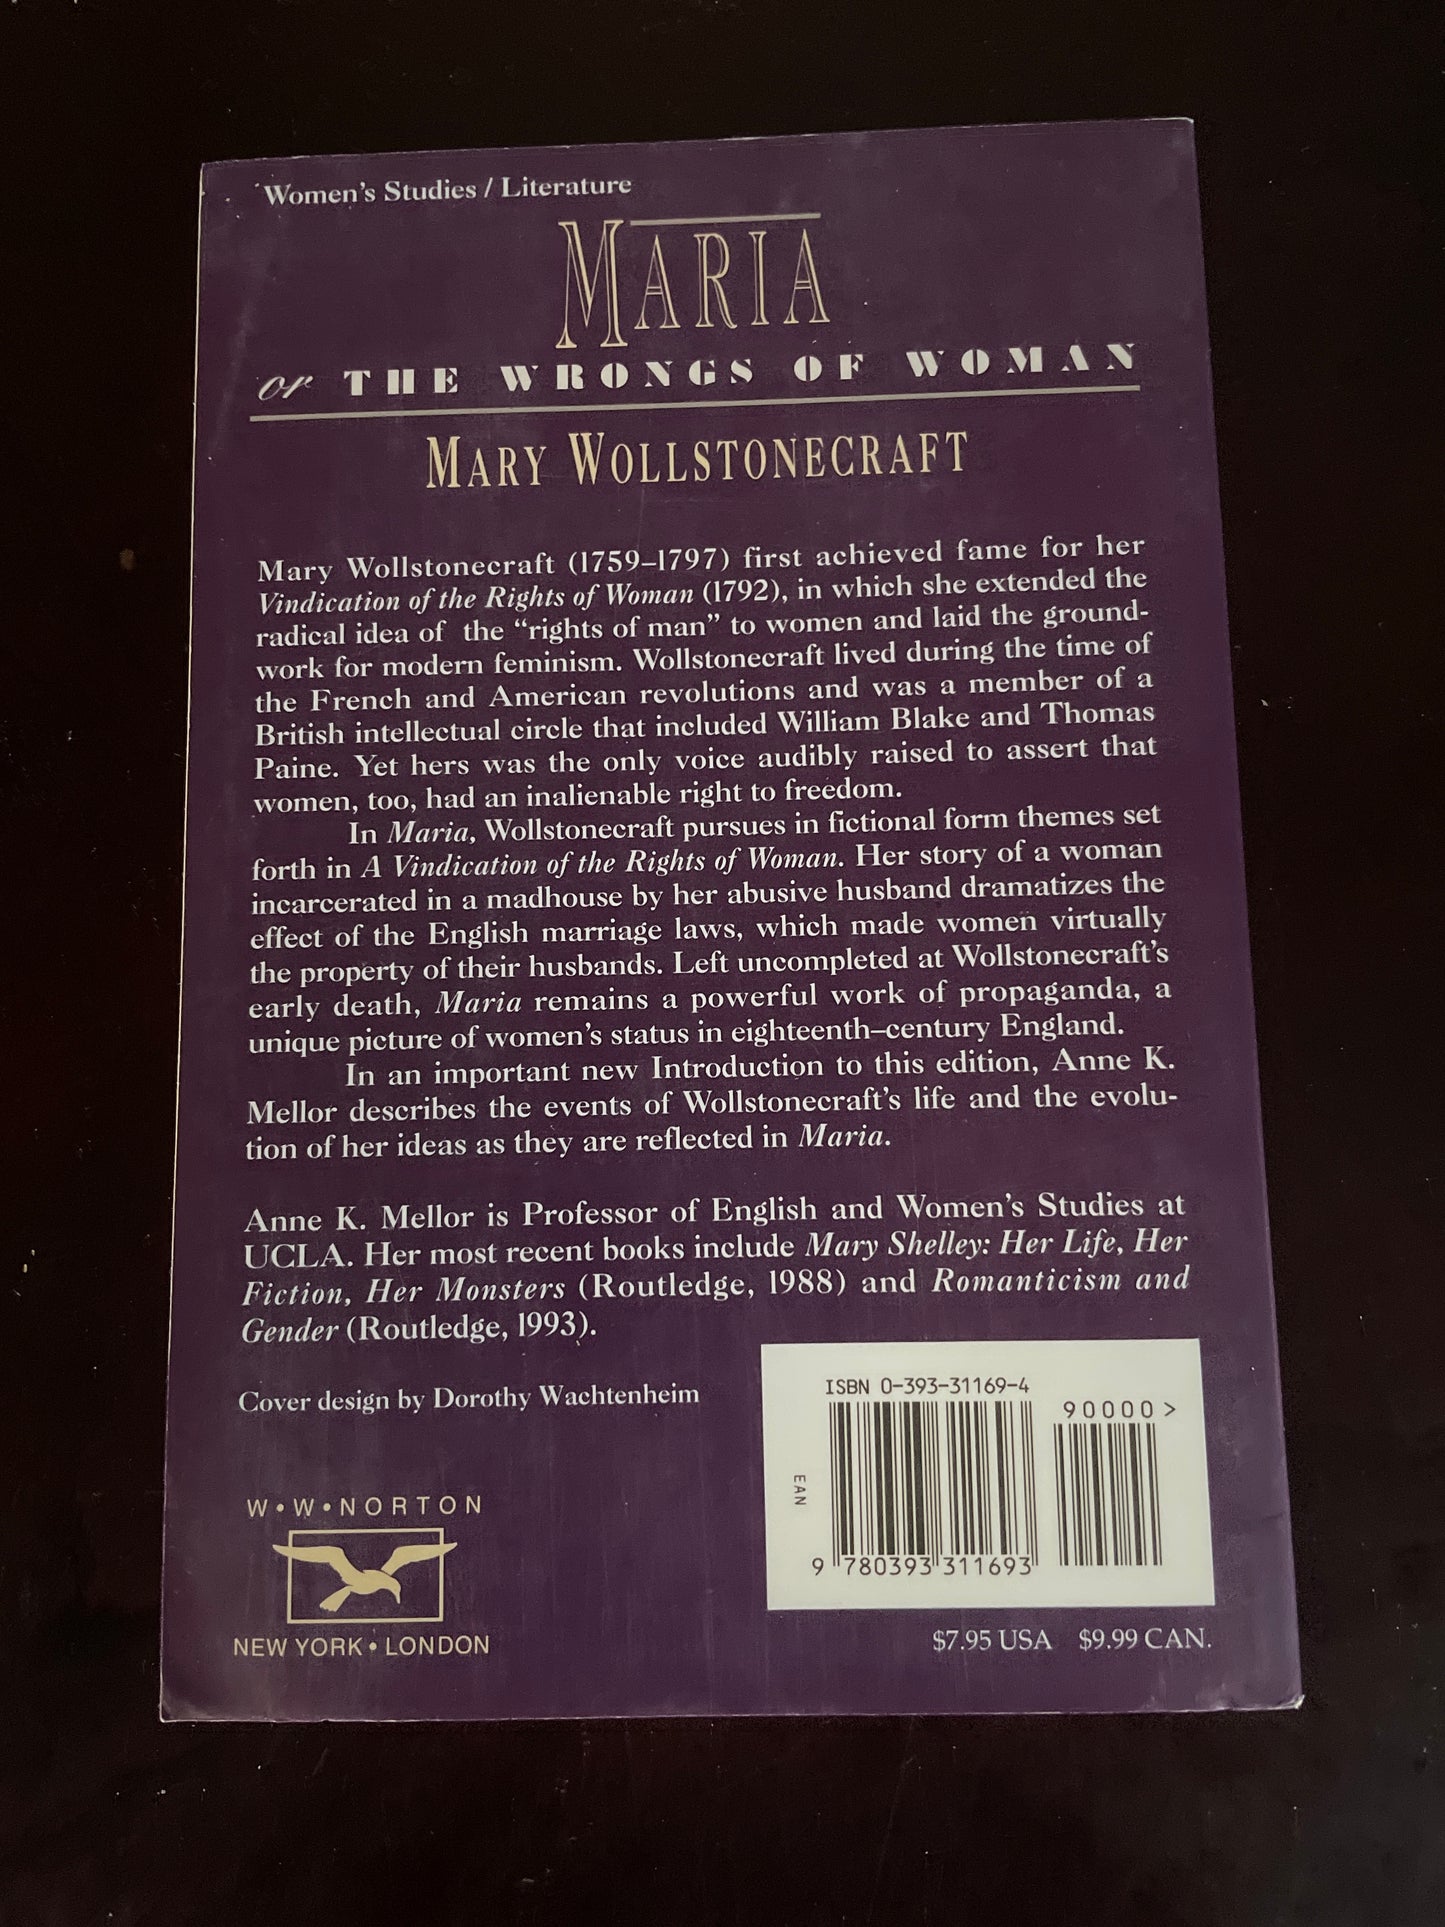 Women's Studies / Literature
MARIA
or THE WRONGS OF WOMAN
MARY WOLLSTONECRAFT
Mary Wollstonecraft (1759–1797) first achieved fame for her
Vindication of the Rights of Woman (1792), in which she extended the
radical idea of the “rights of man” to women and laid the ground-
work for modern feminism. Wollstonecraft lived during the time of
the French and American revolutions and was a member of a
British intellectual circle that included William Blake and Thomas
Paine. Yet hers was the only voice audibly raised to assert that
women, too, had an inalienable right to freedom.
In Maria, Wollstonecraft pursues in fictional form themes set
forth in A Vindication of the Rights of Woman. Her story of a woman
incarcerated in a madhouse by her abusive husband dramatizes the
effect of the English marriage laws, which made women virtually
the property of their husbands. Left uncompleted at Wollstonecraft's
early death, Maria remains a powerful work of propaganda, a
unique picture of women's status in eighteenth–century England.
In an important new Introduction to this edition, Anne K.
Mellor describes the events of Wollstonecraft's life and the evolu-
tion of her ideas as they are reflected in Maria.
Anne K. Mellor is Professor of English and Women's Studies at
UCLA. Her most recent books include Mary Shelley: Her Life, Her
Fiction, Her Monsters (Routledge, 1988) and Romanticism and
Gender (Routledge, 1993).
Cover design by Dorothy Wachtenheim
W•W•NORTON
NEW YORK•LONDON
ISBN 0-393-31169-4
90000>
EAN
9 780393 311693
$7.95 USA $9.99 CAN.